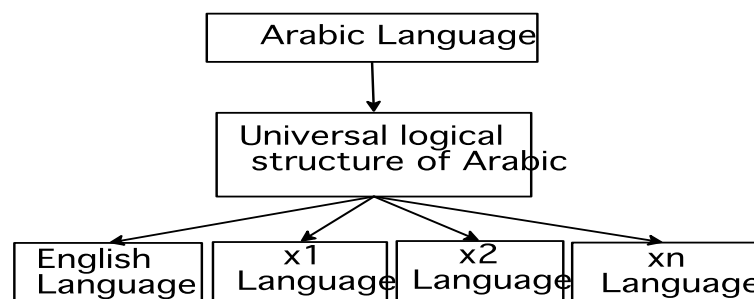 Arabic Language
Universal logical
structure of Arabic
English
Language
x1
Language
x2
Language
xn
Language